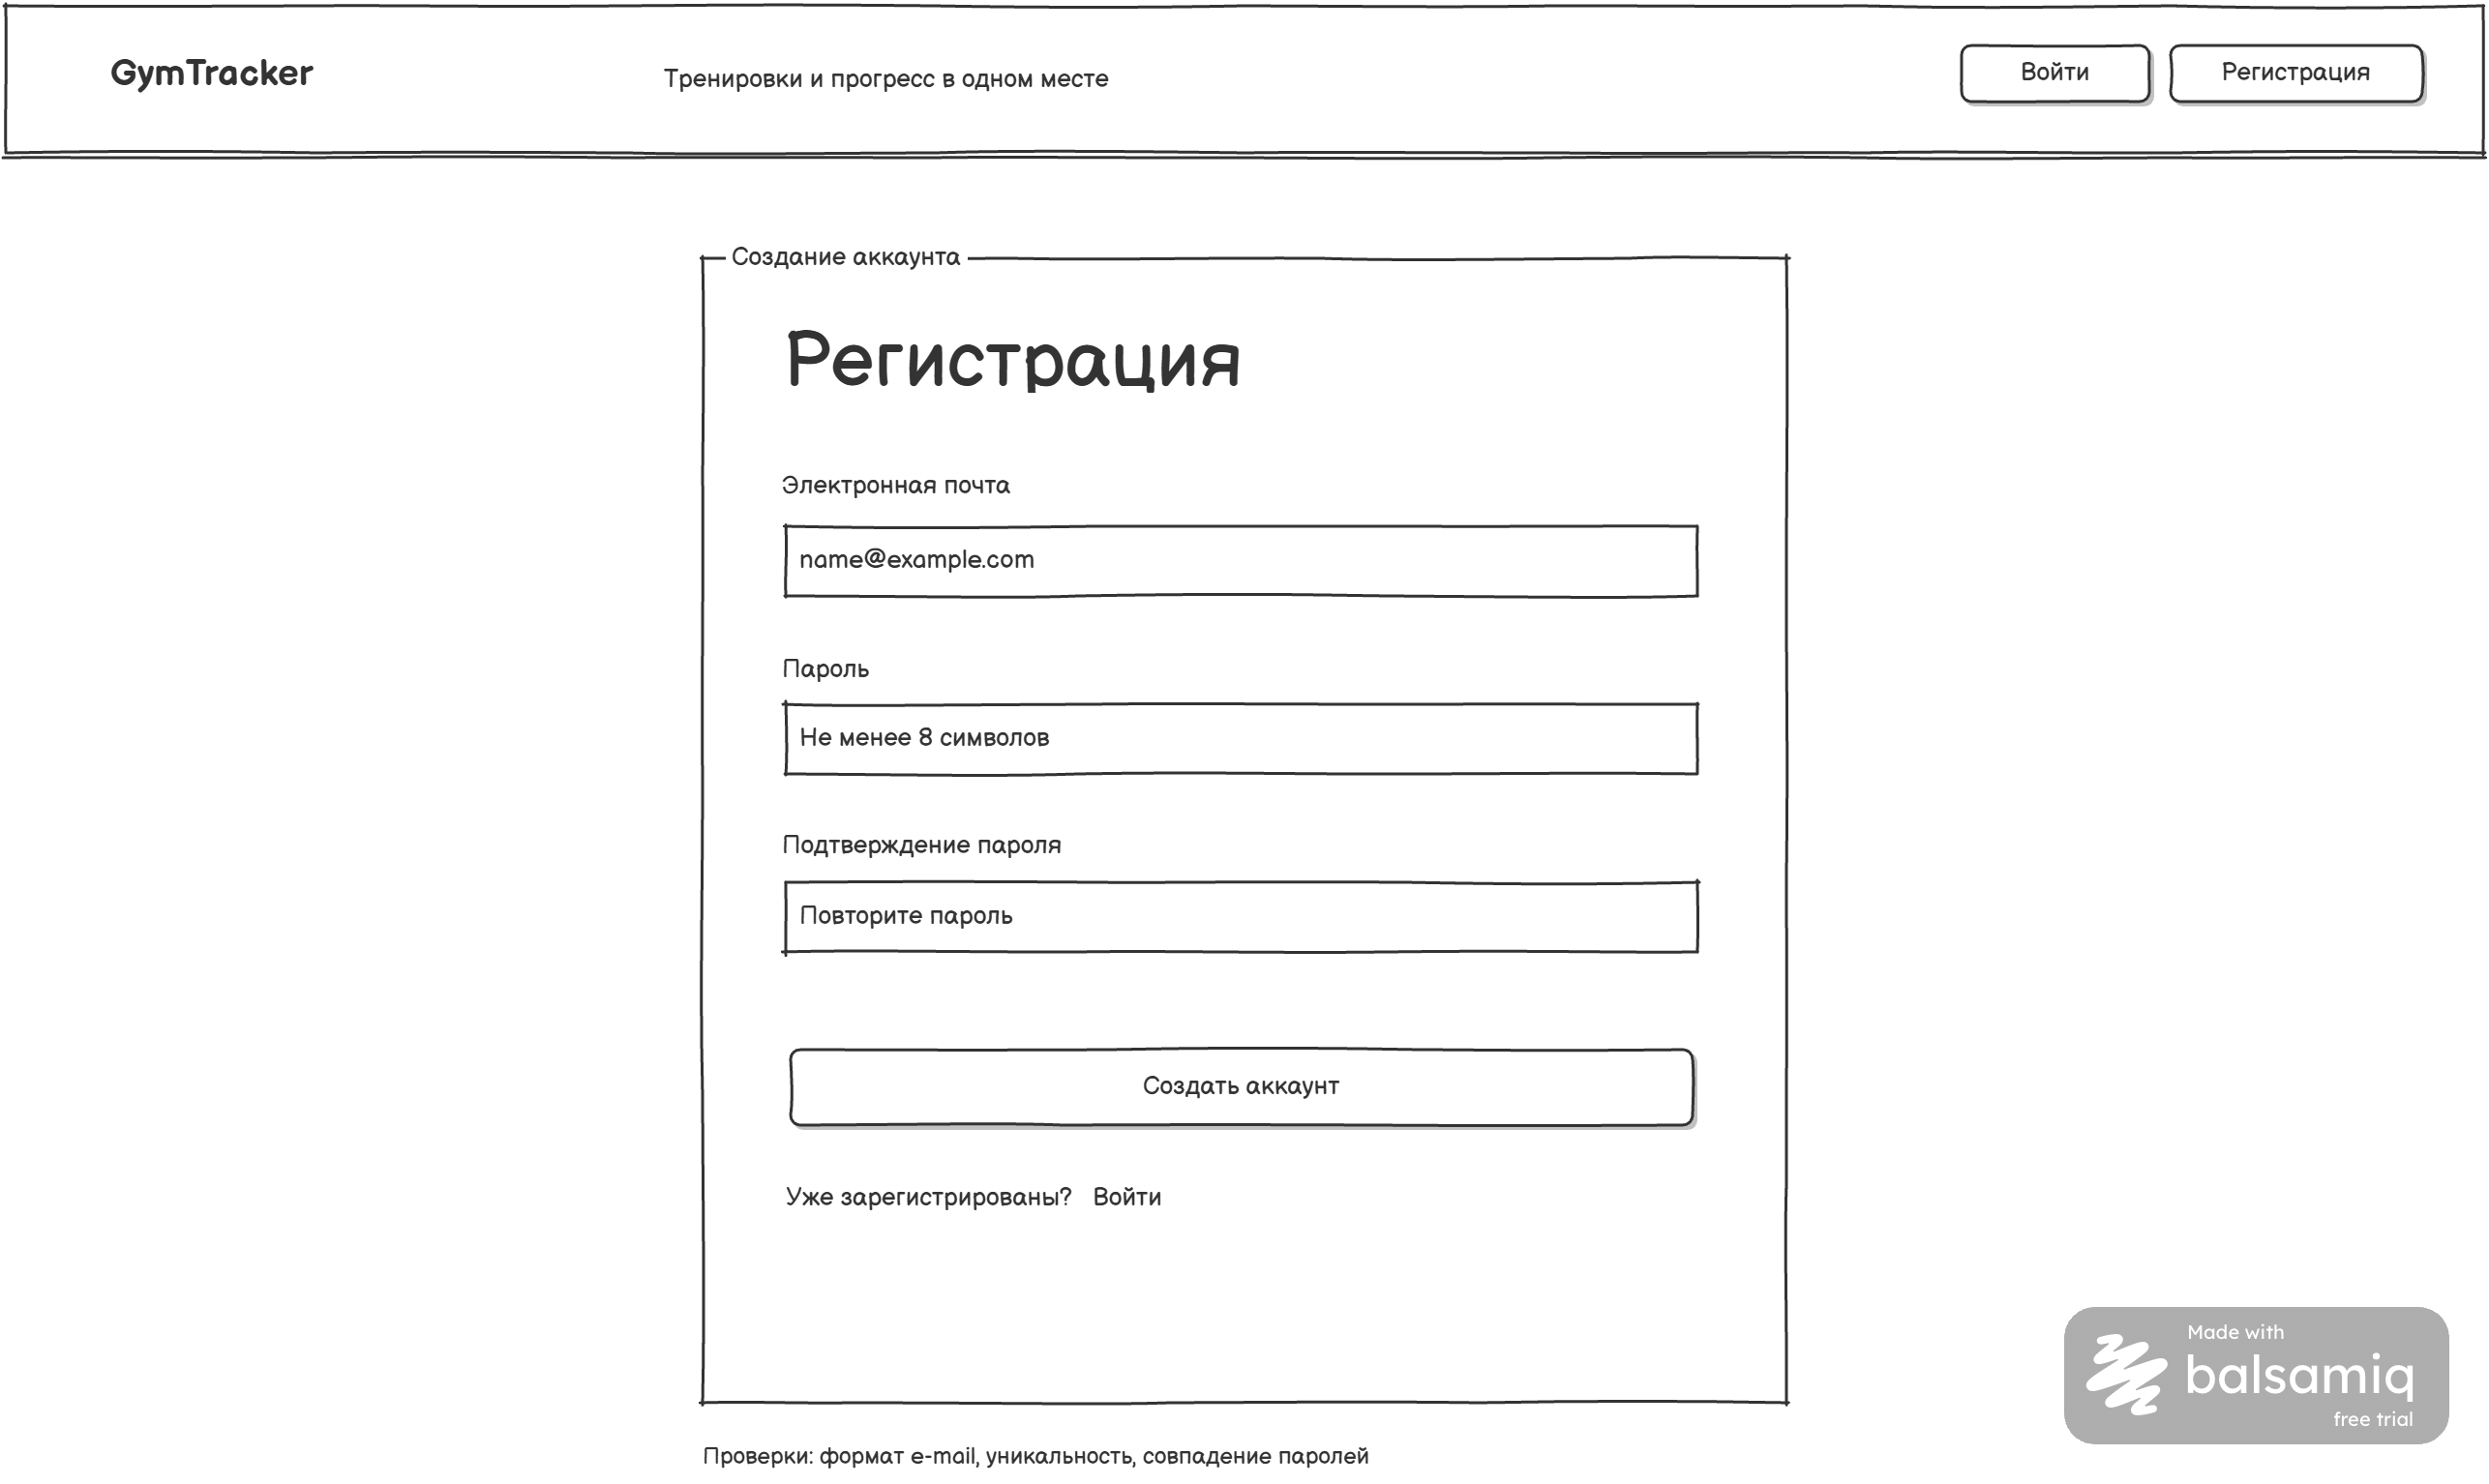 GymTracker
Тренировки и прогресс в одном месте
Войти
Регистрация
Создание аккаунта
Регистрация
Электронная почта
name@example.com
Пароль
Не менее 8 символов
Подтверждение пароля
Повторите пароль
Создать аккаунт
Уже зарегистрированы? Войти
Made with
balsamiq
free trial
Проверки: формат e-mail, уникальность, совпадение паролей